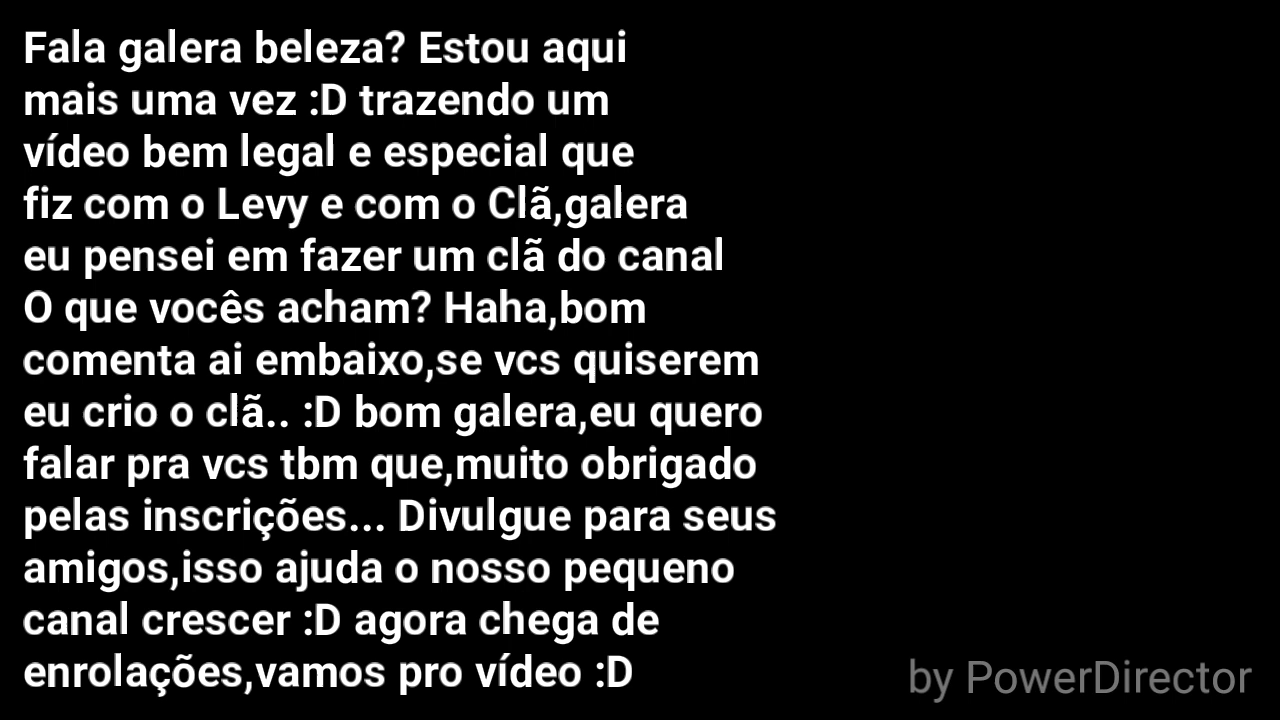 Fala galera beleza? Estou aqui
mais uma vez :D trazendo um
vídeo bem legal e especial que
fiz com o Levy e com o Clã,galera
eu pensei em fazer um clã do canal
O que vocês acham? Haha,bom
comenta ai embaixo,se vcs quiserem
eu crio o clã.. :D bom galera,eu quero
falar pra vcs tbm que,muito obrigado
pelas inscrições... Divulgue para seus
amigos,isso ajuda o nosso pequeno
canal crescer :D agora chega de
enrolações,vamos pro vídeo :D
by PowerDirector